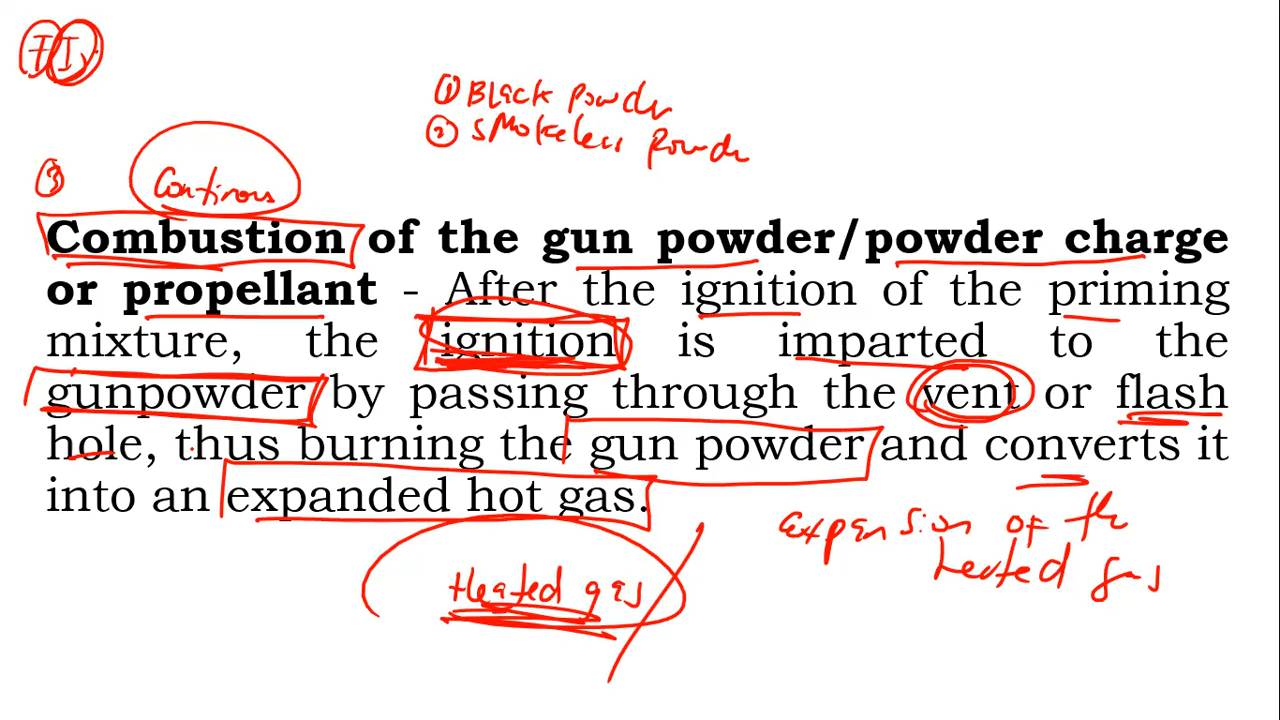 ① Black Powder
② Smokeless Powder
③
Combustion of the gun powder/powder charge
or propellant - After the ignition of the priming
mixture, the ignition is imparted to the
gunpowder by passing through the vent or flash
hole, thus burning the gun powder and converts it
into an expanded hot gas.
expansion of the
heated gas
Heated gas